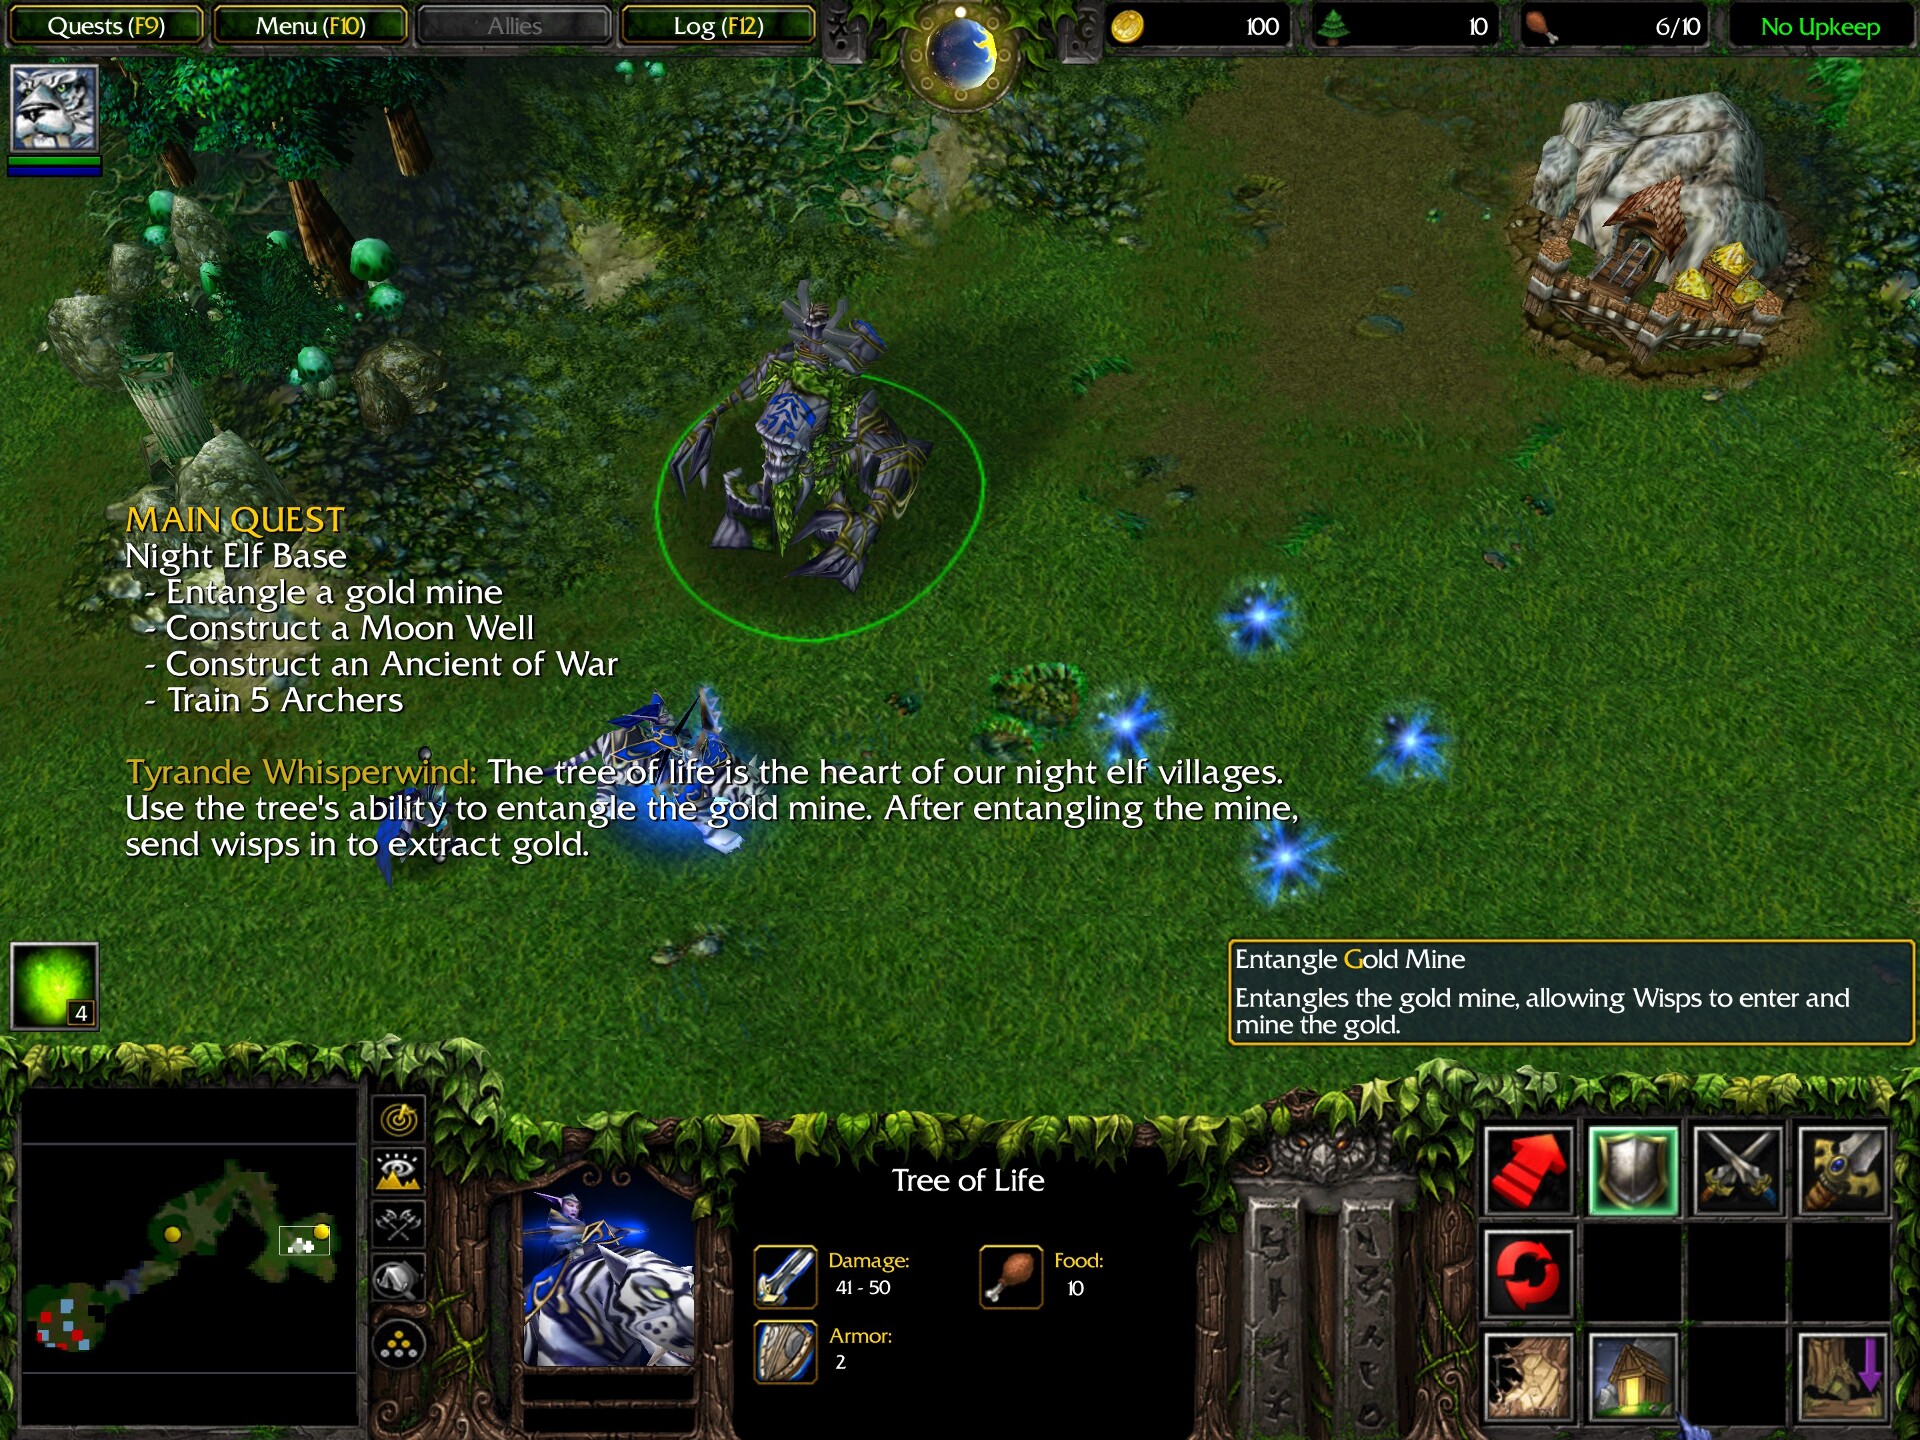 Quests (F9)
Menu (F10)
Allies
Log (F12)
100
10
6/10
No Upkeep
MAIN QUEST
Night Elf Base
- Entangle a gold mine
- Construct a Moon Well
- Construct an Ancient of War
- Train 5 Archers
Tyrande Whisperwind: The tree of life is the heart of our night elf villages.
Use the tree's ability to entangle the gold mine. After entangling the mine,
send wisps in to extract gold.
4
Entangle Gold Mine
Entangles the gold mine, allowing Wisps to enter and
mine the gold.
Tree of Life
Damage:
41 - 50
Food:
10
Armor:
2